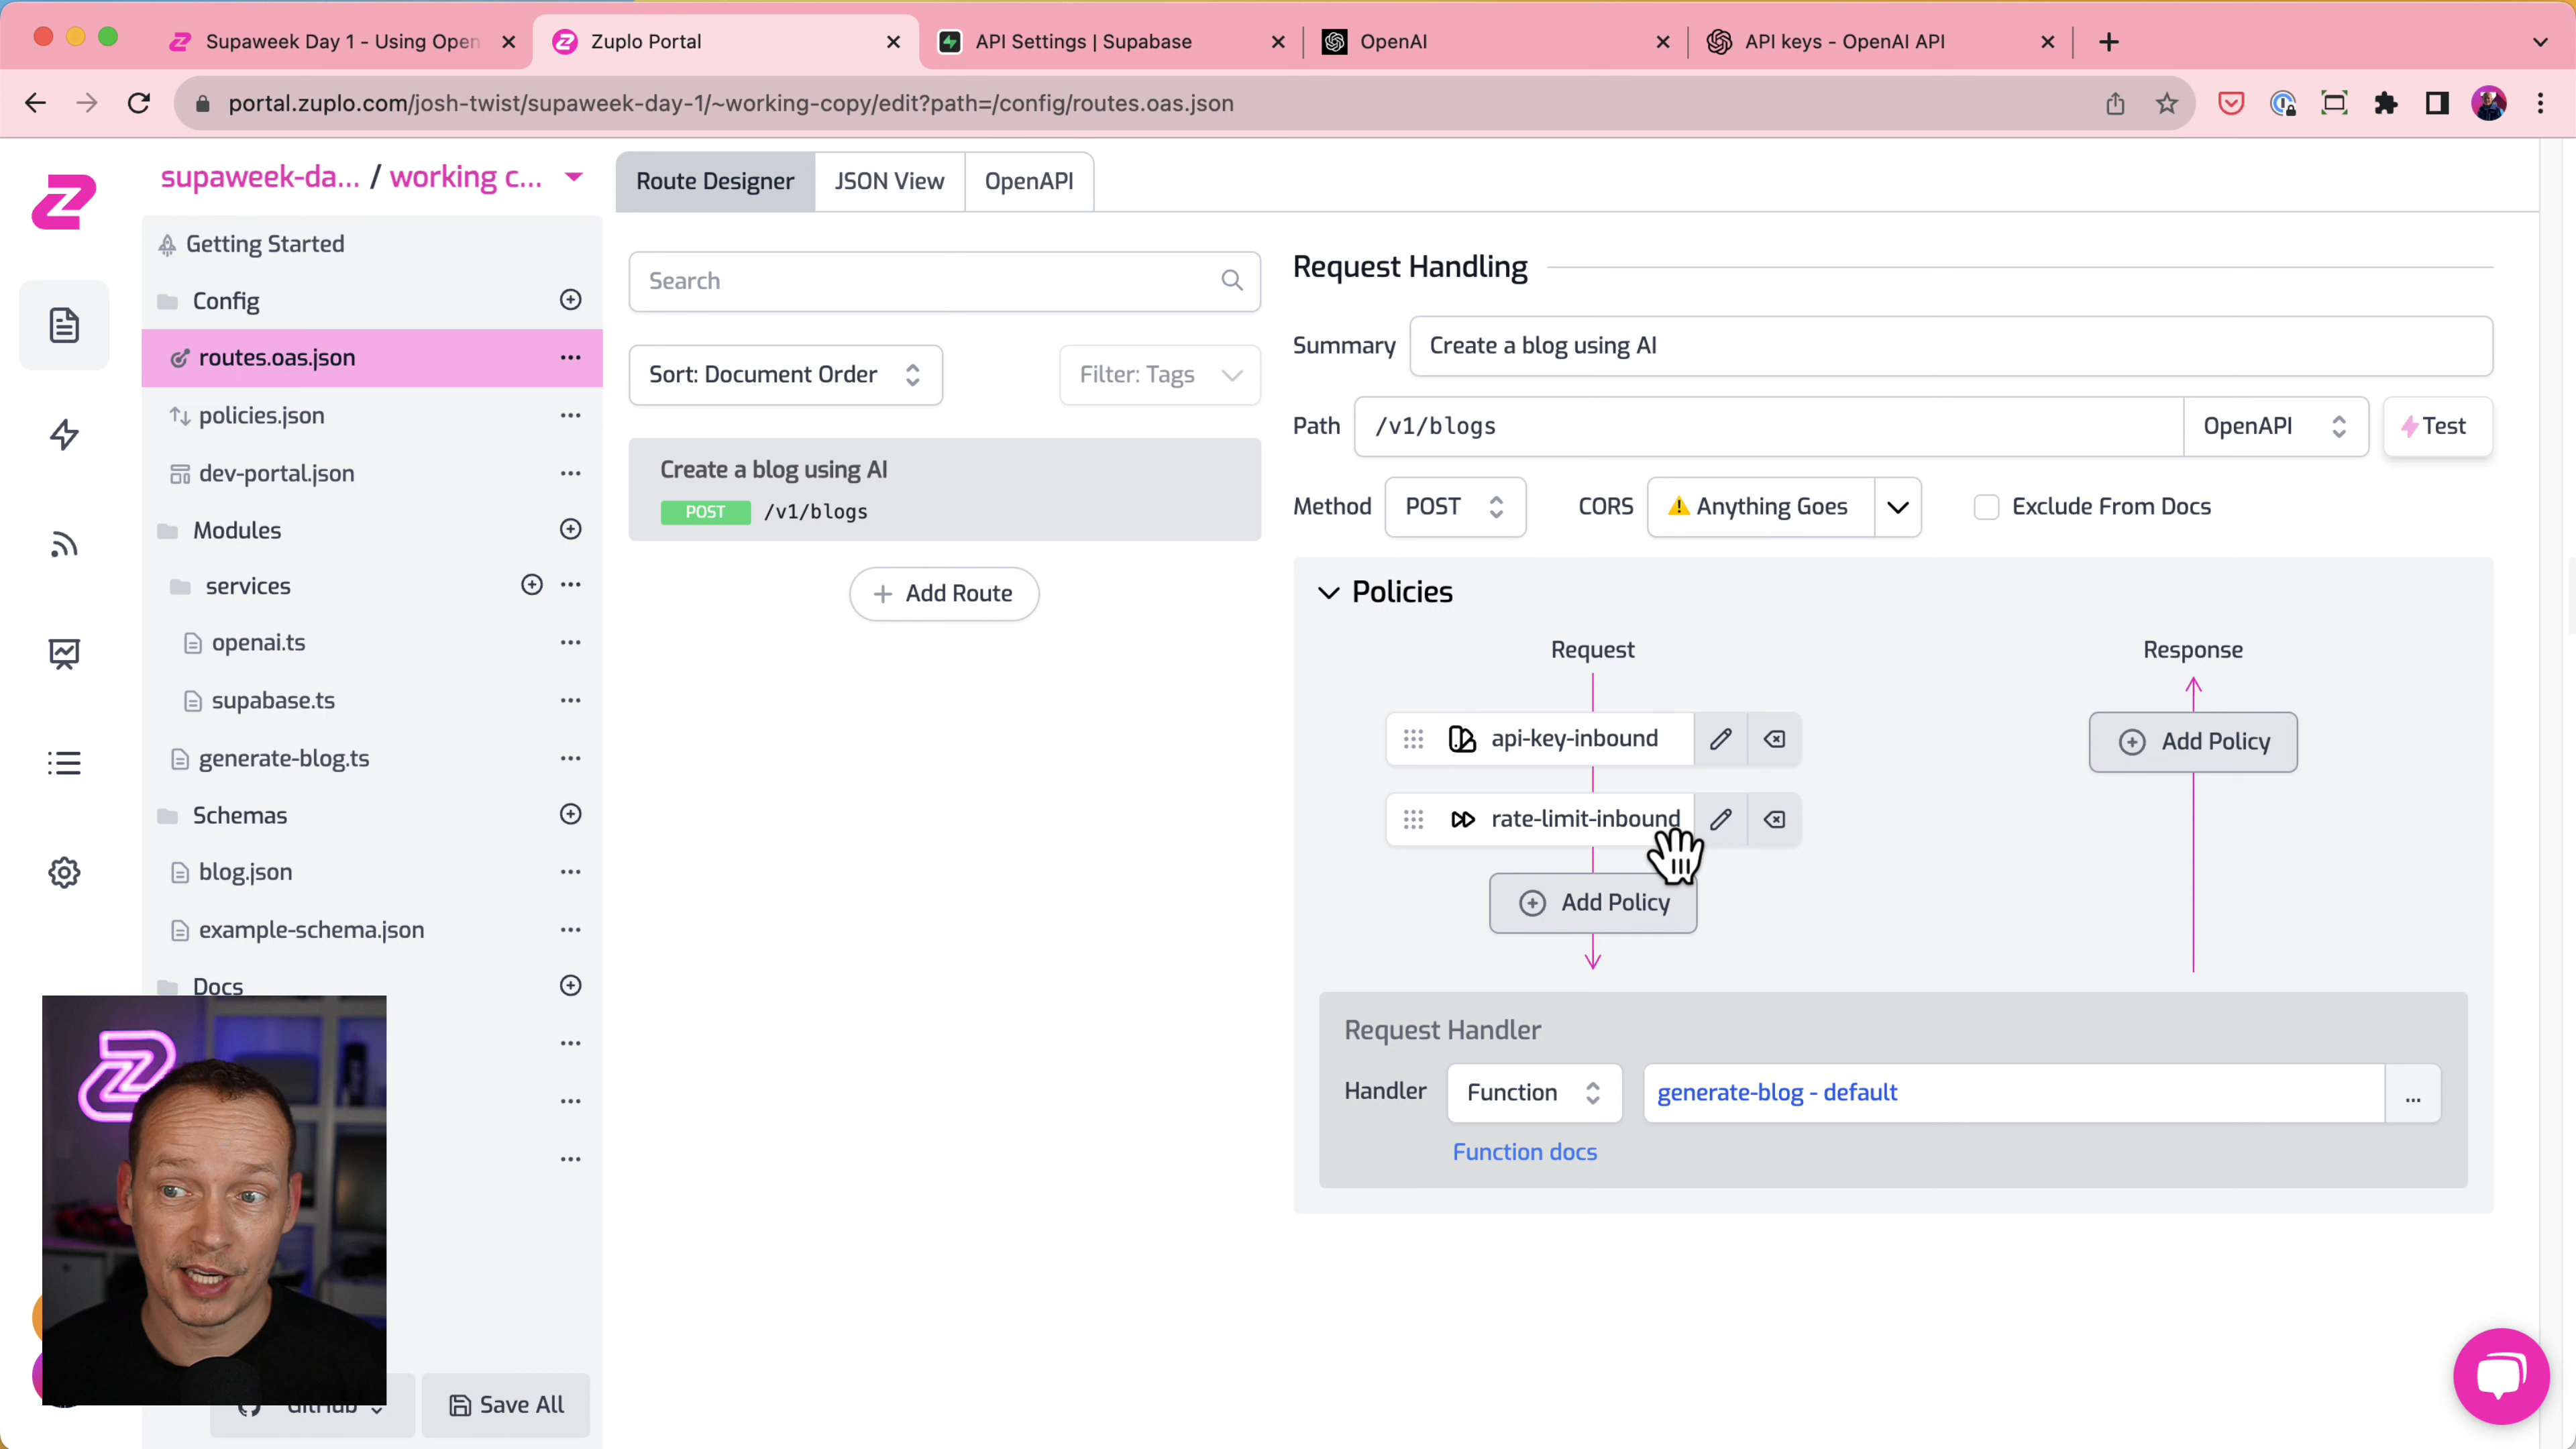 Supaweek Day 1 - Using Open
Zuplo Portal
API Settings | Supabase
OpenAI
API keys - OpenAI API
portal.zuplo.com/josh-twist/supaweek-day-1/~working-copy/edit?path=/config/routes.oas.json
supaweek-da... / working c...
Getting Started
Config
routes.oas.json
policies.json
dev-portal.json
Modules
services
openai.ts
supabase.ts
generate-blog.ts
Schemas
blog.json
example-schema.json
Docs
GitHub
Save All
Route Designer
JSON View
OpenAPI
Search
Sort: Document Order
Filter: Tags
Create a blog using AI
POST /v1/blogs
Add Route
Request Handling
Summary Create a blog using AI
Path /v1/blogs OpenAPI Test
Method POST CORS Anything Goes Exclude From Docs
Policies
Request
Response
api-key-inbound
rate-limit-inbound
Add Policy
Add Policy
Request Handler
Handler Function generate-blog - default ...
Function docs